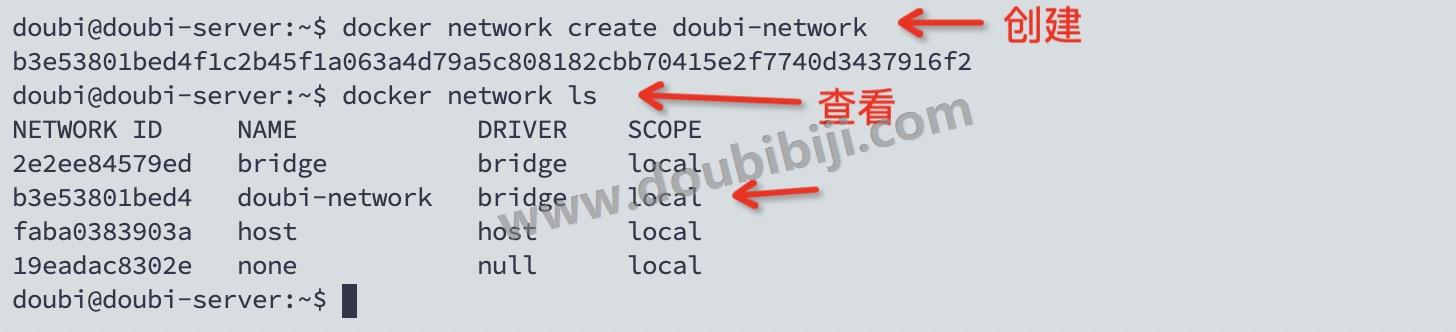 doubi@doubi-server:~$ docker network create doubi-network 创建
b3e53801bed4f1c2b45f1a063a4d79a5c808182cbb70415e2f7740d3437916f2
doubi@doubi-server:~$ docker network ls 查看
NETWORK ID NAME DRIVER SCOPE
2e2ee84579ed bridge bridge local
b3e53801bed4 doubi-network bridge local
faba0383903a host host local
19eadac8302e none null local
doubi@doubi-server:~$
www.doubibiji.com